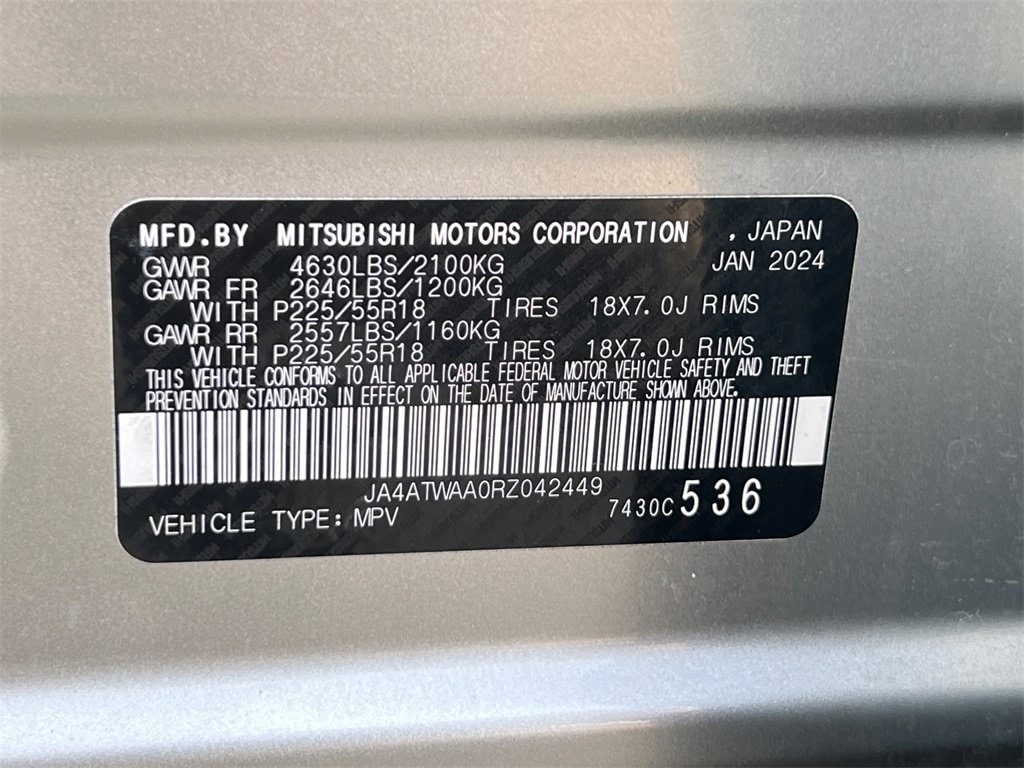 MFD.BY MITSUBISHI MOTORS CORPORATION , JAPAN
GVWR 4630LBS/2100KG JAN 2024
GAWR FR 2646LBS/1200KG
WITH P225/55R18 TIRES 18X7.0J RIMS
GAWR RR 2557LBS/1160KG
WITH P225/55R18 TIRES 18X7.0J RIMS
THIS VEHICLE CONFORMS TO ALL APPLICABLE FEDERAL MOTOR VEHICLE SAFETY AND THEFT
PREVENTION STANDARDS IN EFFECT ON THE DATE OF MANUFACTURE SHOWN ABOVE.
JA4ATWAA0RZ042449
VEHICLE TYPE: MPV 7430C 536